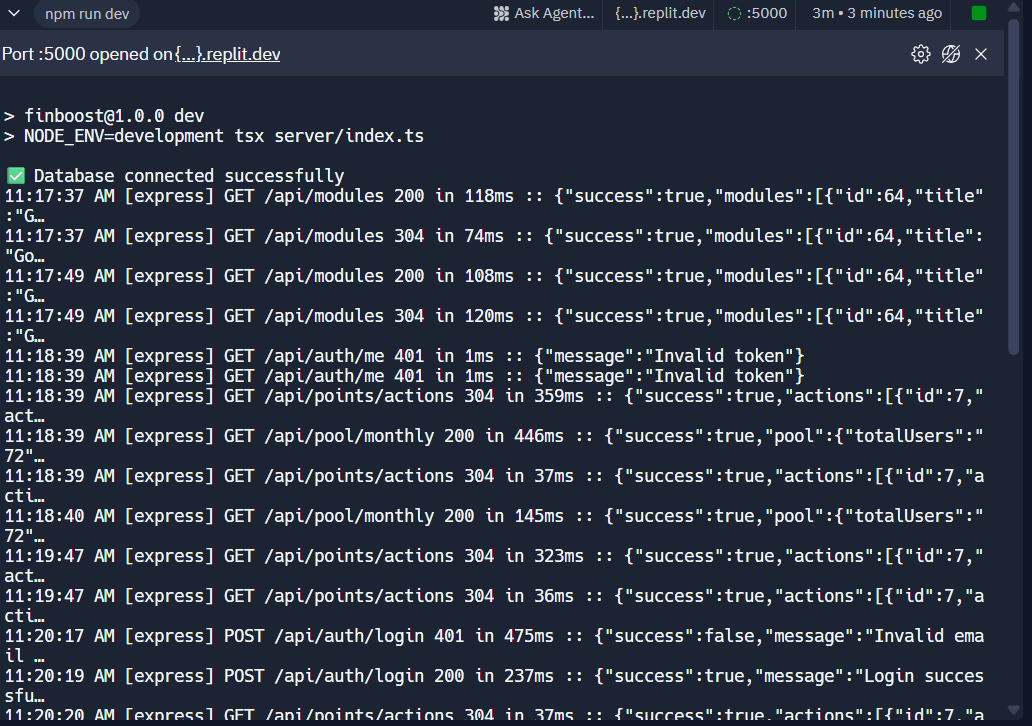 npm run dev
Ask Agent...
{...}.replit.dev
:5000
3m • 3 minutes ago
Port :5000 opened on {...}.replit.dev
> finboost@1.0.0 dev
> NODE_ENV=development tsx server/index.ts
✅ Database connected successfully
11:17:37 AM [express] GET /api/modules 200 in 118ms :: {"success":true,"modules":[{"id":64,"title"
:"G…
11:17:37 AM [express] GET /api/modules 304 in 74ms :: {"success":true,"modules":[{"id":64,"title":
"Go…
11:17:49 AM [express] GET /api/modules 200 in 108ms :: {"success":true,"modules":[{"id":64,"title"
:"G…
11:17:49 AM [express] GET /api/modules 304 in 120ms :: {"success":true,"modules":[{"id":64,"title"
:"G…
11:18:39 AM [express] GET /api/auth/me 401 in 1ms :: {"message":"Invalid token"}
11:18:39 AM [express] GET /api/auth/me 401 in 1ms :: {"message":"Invalid token"}
11:18:39 AM [express] GET /api/points/actions 304 in 359ms :: {"success":true,"actions":[{"id":7,"
act…
11:18:39 AM [express] GET /api/pool/monthly 200 in 446ms :: {"success":true,"pool":{"totalUsers":"
72"…
11:18:39 AM [express] GET /api/points/actions 304 in 37ms :: {"success":true,"actions":[{"id":7,"a
cti…
11:18:40 AM [express] GET /api/pool/monthly 200 in 145ms :: {"success":true,"pool":{"totalUsers":"
72"…
11:19:47 AM [express] GET /api/points/actions 304 in 323ms :: {"success":true,"actions":[{"id":7,"
act…
11:19:47 AM [express] GET /api/points/actions 304 in 36ms :: {"success":true,"actions":[{"id":7,"a
cti…
11:20:17 AM [express] POST /api/auth/login 401 in 475ms :: {"success":false,"message":"Invalid ema
il …
11:20:19 AM [express] POST /api/auth/login 200 in 237ms :: {"success":true,"message":"Login succes
sfu…
11:20:20 AM [express] GET /api/points/actions 304 in 37ms :: {"success":true,"actions":[{"id":7,"a